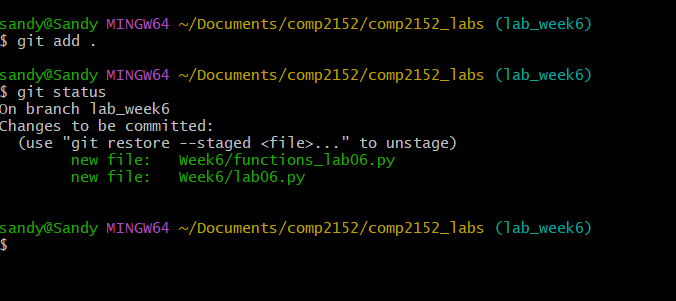 sandy@Sandy MINGW64 ~/Documents/comp2152/comp2152_labs (lab_week6)
$ git add .
sandy@Sandy MINGW64 ~/Documents/comp2152/comp2152_labs (lab_week6)
$ git status
On branch lab_week6
Changes to be committed:
  (use "git restore --staged <file>..." to unstage)
        new file:   Week6/functions_lab06.py
        new file:   Week6/lab06.py
sandy@Sandy MINGW64 ~/Documents/comp2152/comp2152_labs (lab_week6)
$